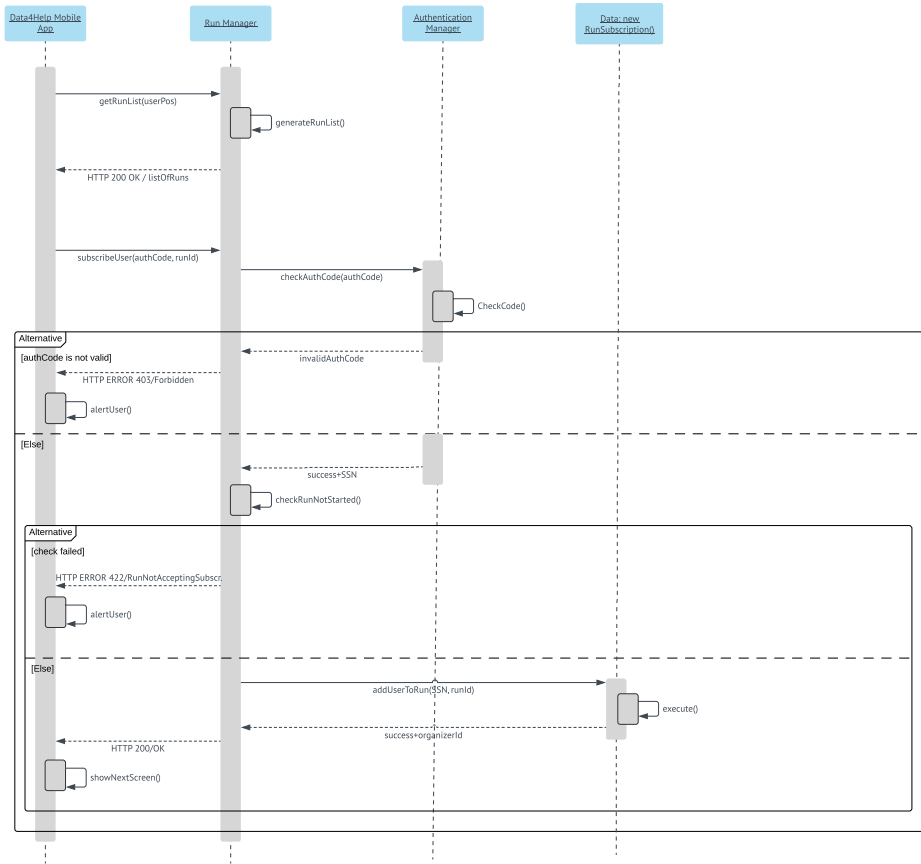 Data4Help Mobile
App
Run Manager
Authentication
Manager
Data: new
RunSubscription()
getRunList(userPos)
generateRunList()
HTTP 200 OK / listOfRuns
subscribeUser(authCode, runId)
checkAuthCode(authCode)
CheckCode()
Alternative
[authCode is not valid]
invalidAuthCode
HTTP ERROR 403/Forbidden
alertUser()
[Else]
success+SSN
checkRunNotStarted()
Alternative
[check failed]
HTTP ERROR 422/RunNotAcceptingSubscr.
alertUser()
[Else]
addUserToRun(SSN, runId)
execute()
success+organizerId
HTTP 200/OK
showNextScreen()